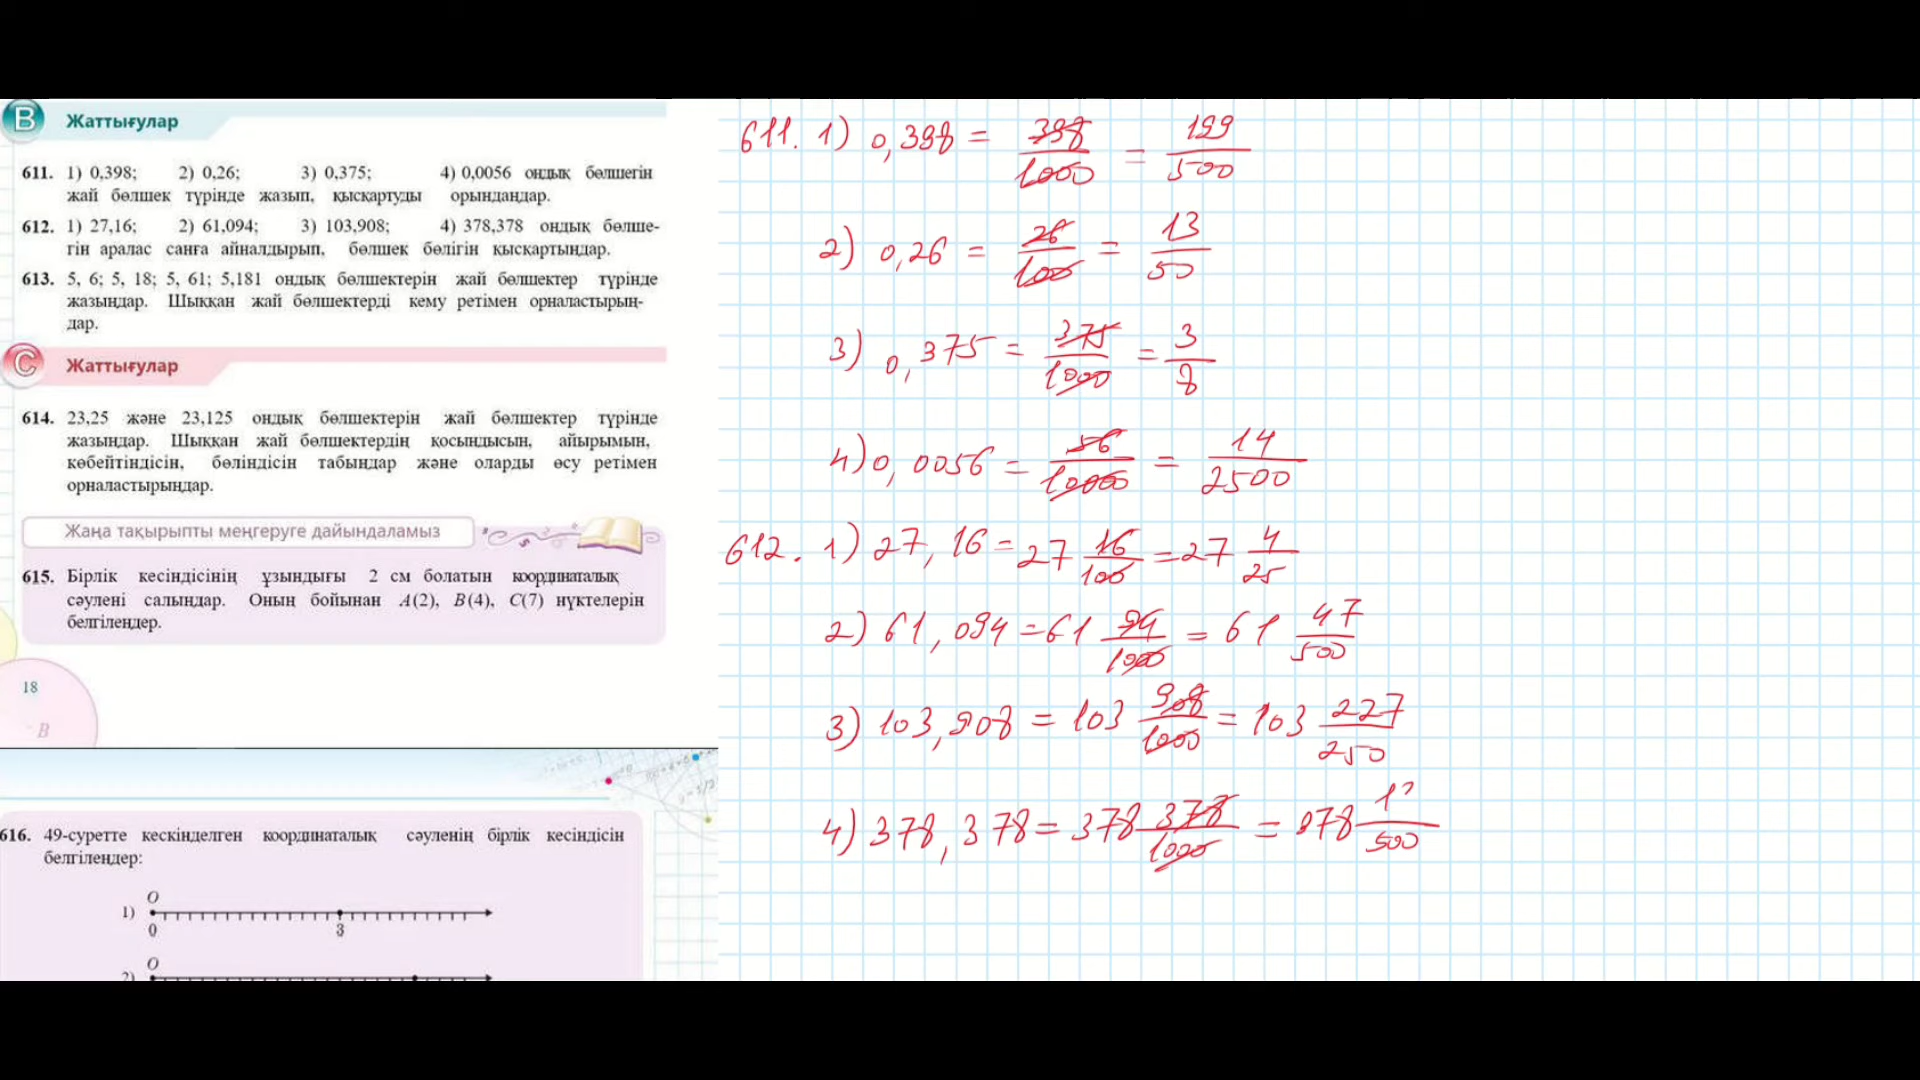 B Жаттығулар
611. 1) 0,398; 2) 0,26; 3) 0,375; 4) 0,0056 ондық бөлшегін
жай бөлшек түрінде жазып, қысқартуды орындаңдар.
612. 1) 27,16; 2) 61,094; 3) 103,908; 4) 378,378 ондық бөлше-
гін аралас санға айналдырып, бөлшек бөлігін қысқартыңдар.
613. 5, 6; 5, 18; 5, 61; 5,181 ондық бөлшектерін жай бөлшектер түрінде
жазыңдар. Шыққан жай бөлшектерді кему ретімен орналастырың-
дар.
C Жаттығулар
614. 23,25 және 23,125 ондық бөлшектерін жай бөлшектер түрінде
жазыңдар. Шыққан жай бөлшектердің қосындысын, айырымын,
көбейтіндісін, бөліндісін табыңдар және оларды өсу ретімен
орналастырыңдар.
Жаңа тақырыпты меңгеруге дайындаламыз
615. Бірлік кесіндісінің ұзындығы 2 см болатын координаталық
сәулені салыңдар. Оның бойынан A(2), B(4), C(7) нүктелерін
белгілеңдер.
18
B
616. 49-суретте кескінделген координаталық сәуленің бірлік кесіндісін
белгілеңдер:
O
1)
0 3
O
2)
611. 1) 0,398 = 398/1000 = 199/500
2) 0,26 = 26/100 = 13/50
3) 0,375 = 375/1000 = 3/8
4) 0,0056 = 56/10000 = 14/2500
612. 1) 27,16 = 27 16/100 = 27 4/25
2) 61,094 = 61 94/1000 = 61 47/500
3) 103,908 = 103 908/1000 = 103 227/250
4) 378,378 = 378 378/1000 = 378 /500